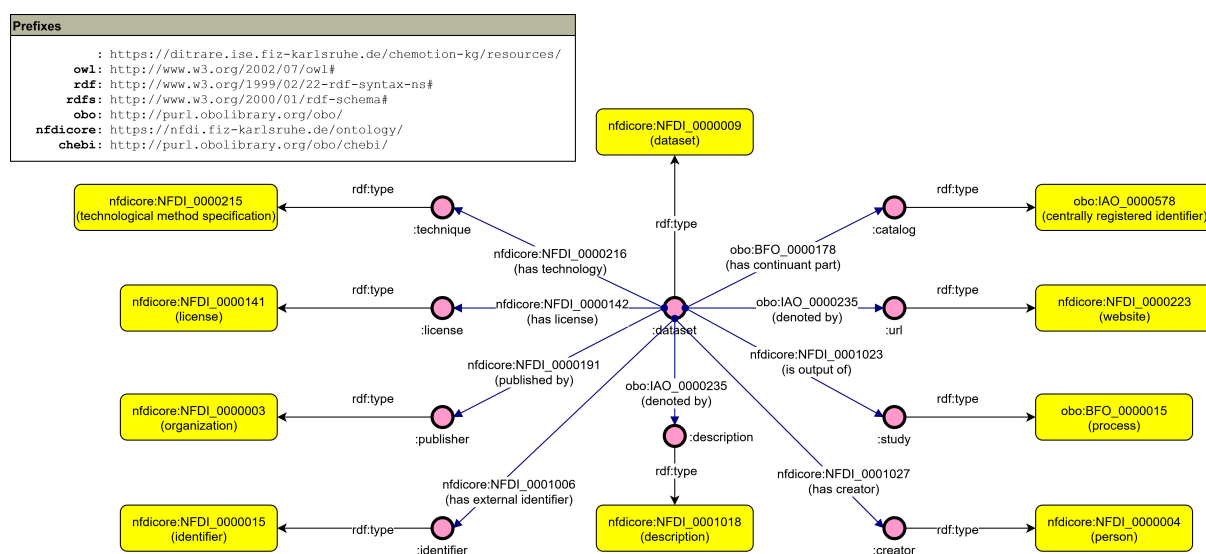 Prefixes
: https://ditrare.ise.fiz-karlsruhe.de/chemotion-kg/resources/
owl: http://www.w3.org/2002/07/owl#
rdf: http://www.w3.org/1999/02/22-rdf-syntax-ns#
rdfs: http://www.w3.org/2000/01/rdf-schema#
obo: http://purl.obolibrary.org/obo/
nfdicore: https://nfdi.fiz-karlsruhe.de/ontology/
chebi: http://purl.obolibrary.org/obo/chebi/
nfdicore:NFDI_0000009
(dataset)
rdf:type
nfdicore:NFDI_0000215
(technological method specification)
rdf:type
:technique
nfdicore:NFDI_0000216
(has technology)
obo:BFO_0000178
(has continuant part)
:catalog
rdf:type
obo:IAO_0000578
(centrally registered identifier)
nfdicore:NFDI_0000141
(license)
rdf:type
:license
nfdicore:NFDI_0000142
(has license)
:dataset
obo:IAO_0000235
(denoted by)
:url
rdf:type
nfdicore:NFDI_0000223
(website)
nfdicore:NFDI_0000003
(organization)
rdf:type
:publisher
nfdicore:NFDI_0000191
(published by)
obo:IAO_0000235
(denoted by)
:description
rdf:type
nfdicore:NFDI_0001018
(description)
nfdicore:NFDI_0001023
(is output of)
:study
rdf:type
obo:BFO_0000015
(process)
nfdicore:NFDI_0000015
(identifier)
rdf:type
:identifier
nfdicore:NFDI_0001006
(has external identifier)
nfdicore:NFDI_0001027
(has creator)
:creator
rdf:type
nfdicore:NFDI_0000004
(person)